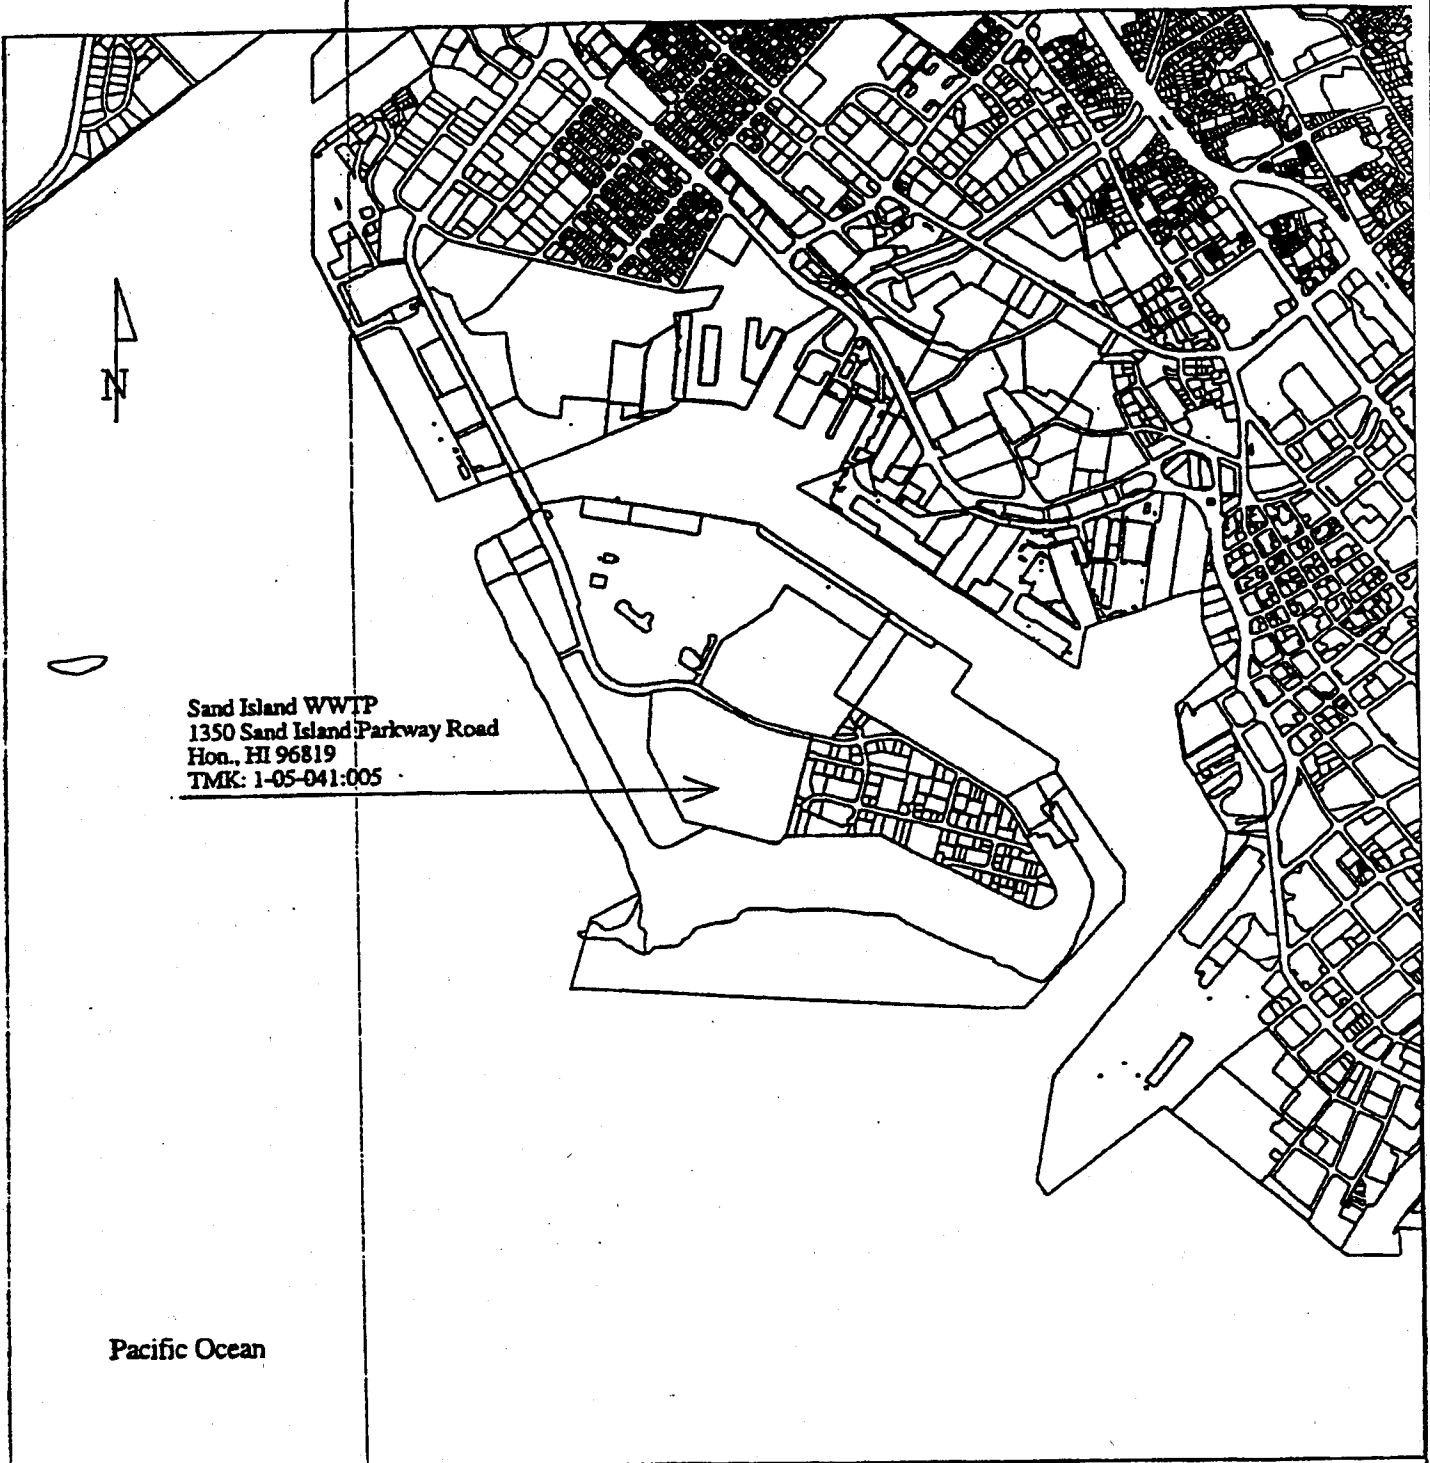 N
Sand Island WWTP
1350 Sand Island Parkway Road
Hon., HI 96819
TMK: 1-05-041:005
Pacific Ocean